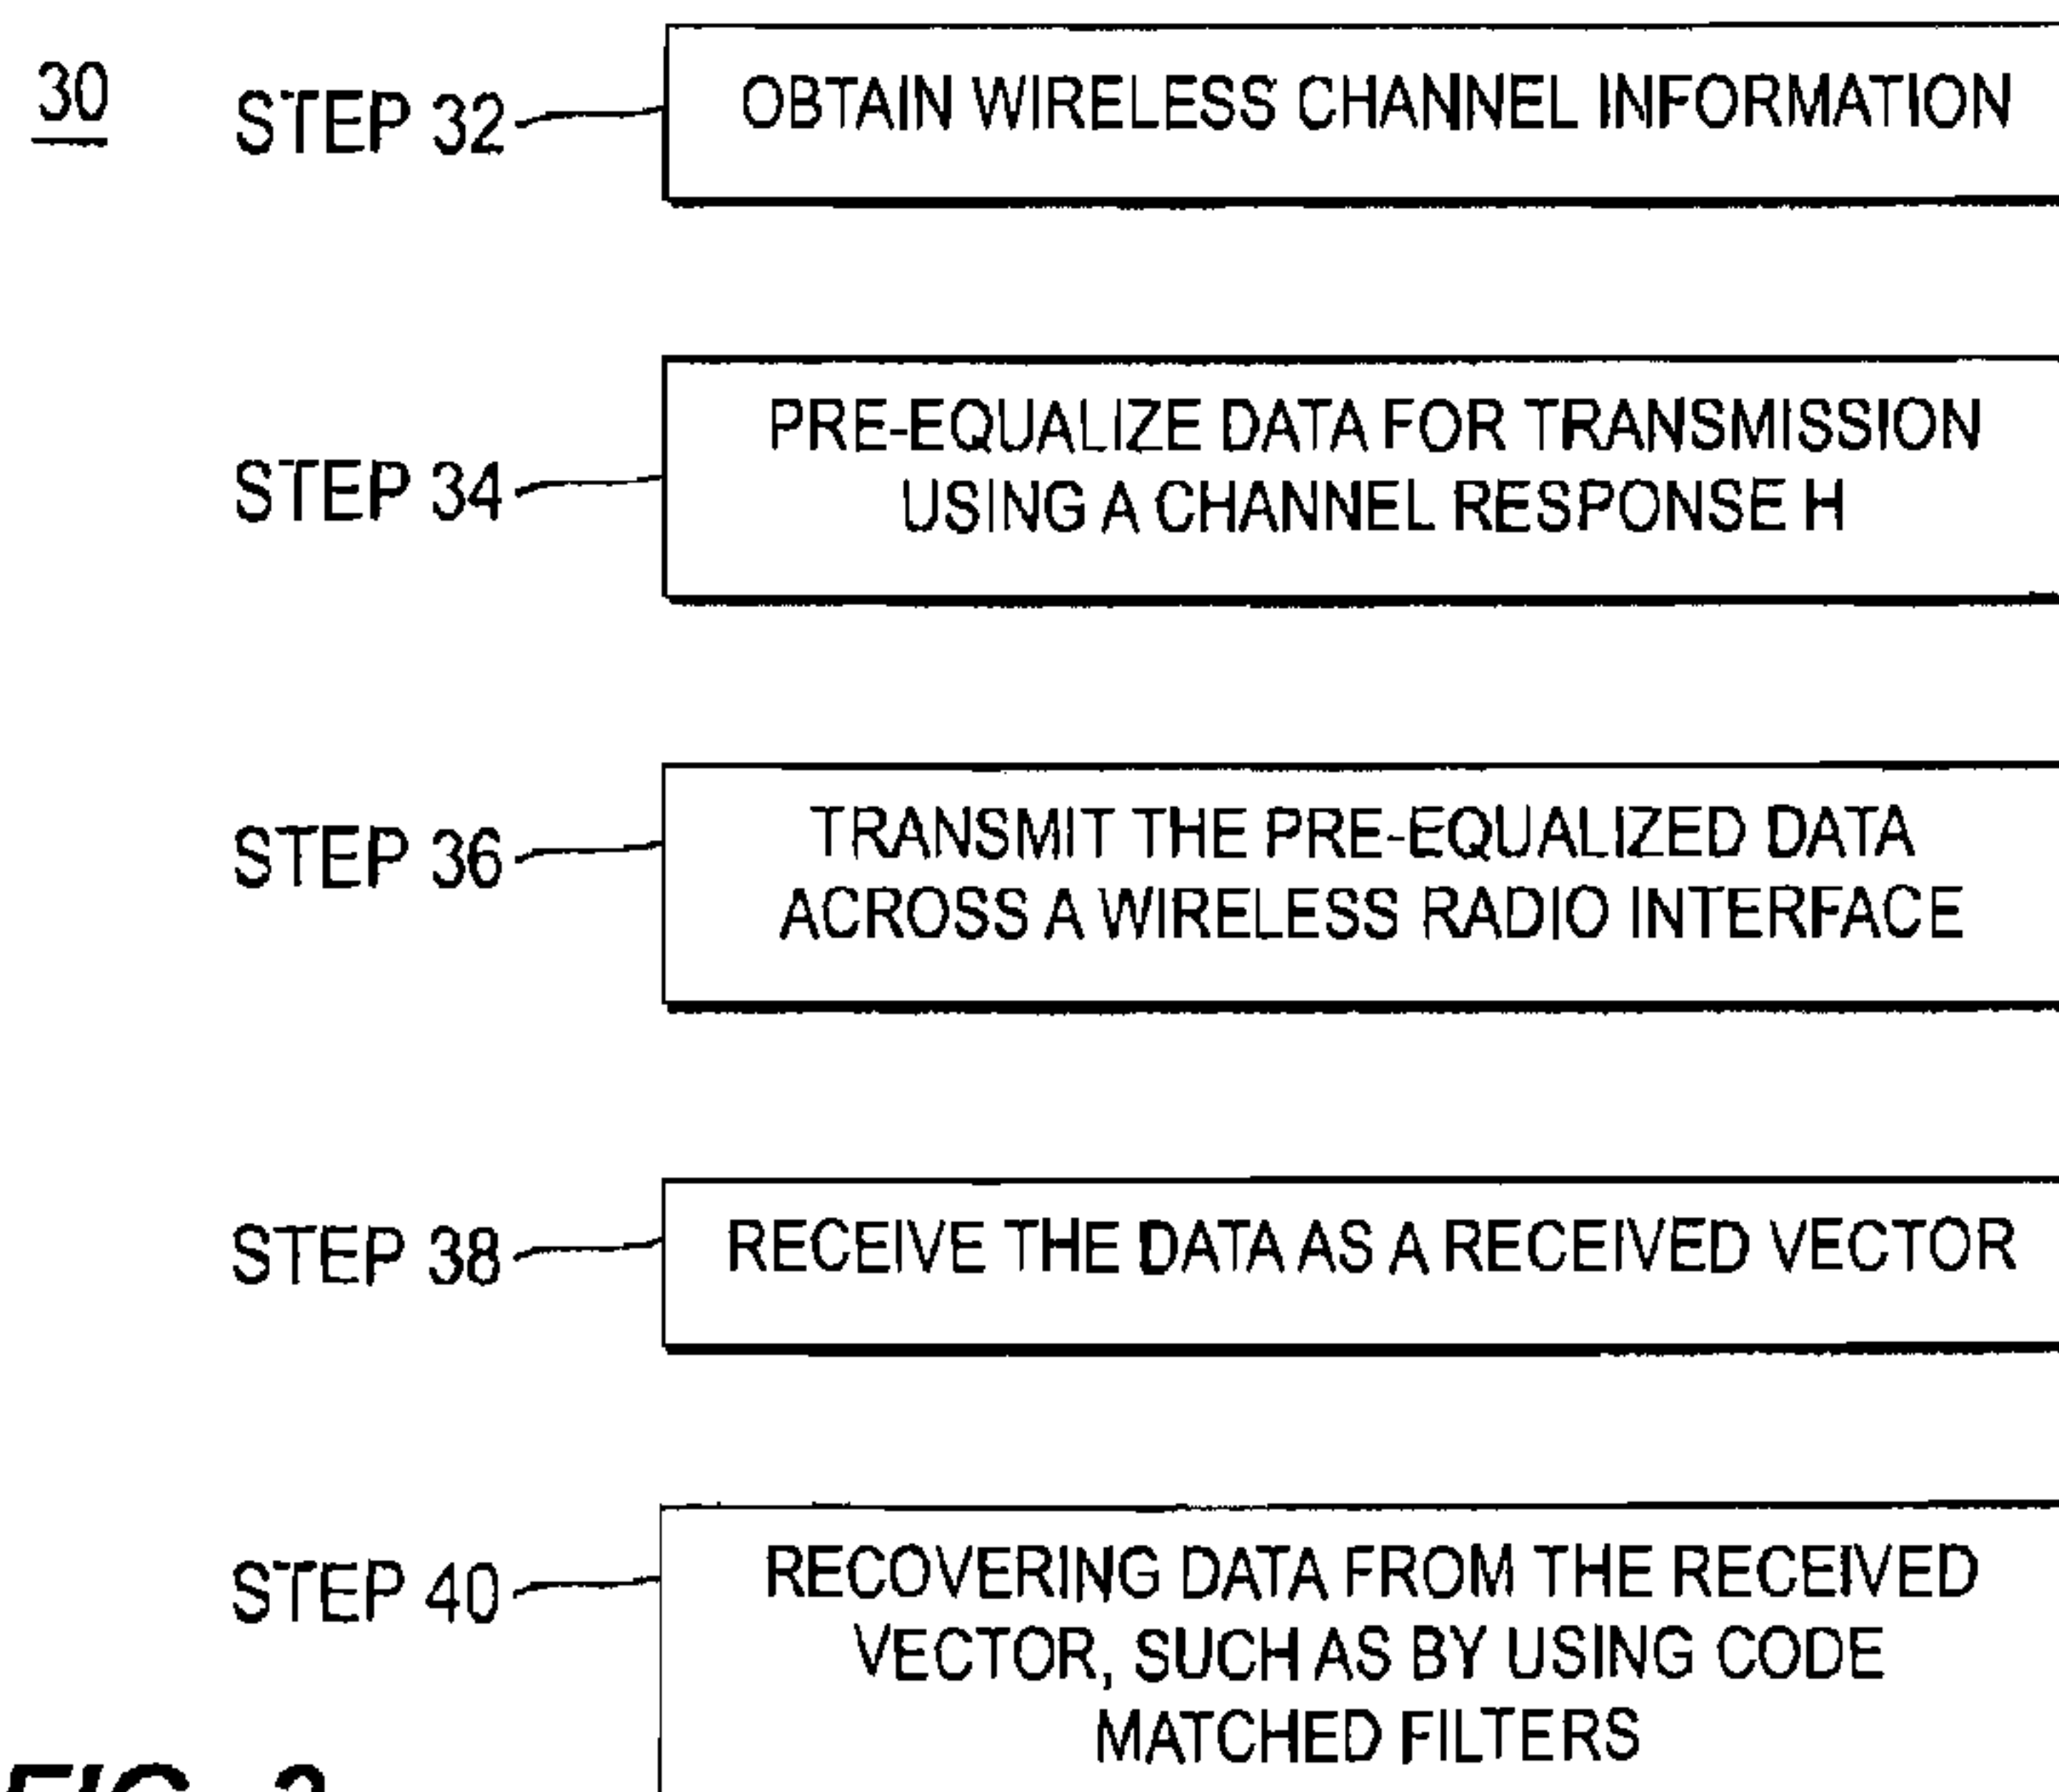 30
STEP 32
OBTAIN WIRELESS CHANNEL INFORMATION
STEP 34
PRE-EQUALIZE DATA FOR TRANSMISSION
USING A CHANNEL RESPONSE H
STEP 36
TRANSMIT THE PRE-EQUALIZED DATA
ACROSS A WIRELESS RADIO INTERFACE
STEP 38
RECEIVE THE DATA AS A RECEIVED VECTOR
STEP 40
RECOVERING DATA FROM THE RECEIVED
VECTOR, SUCH AS BY USING CODE
MATCHED FILTERS